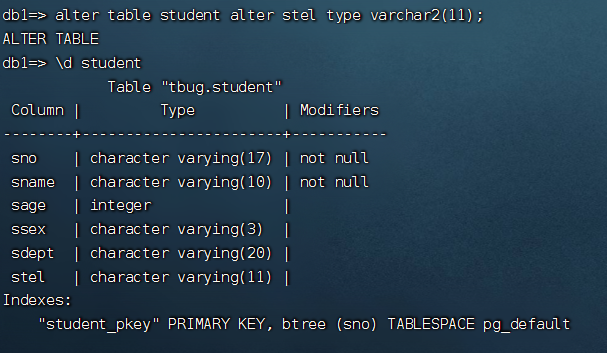 db1=> alter table student alter stel type varchar2(11);
ALTER TABLE
db1=> \d student
            Table "tbug.student"
 Column |         Type          | Modifiers
--------+-----------------------+-----------
 sno    | character varying(17) | not null
 sname  | character varying(10) | not null
 sage   | integer               |
 ssex   | character varying(3)  |
 sdept  | character varying(20) |
 stel   | character varying(11) |
Indexes:
    "student_pkey" PRIMARY KEY, btree (sno) TABLESPACE pg_default